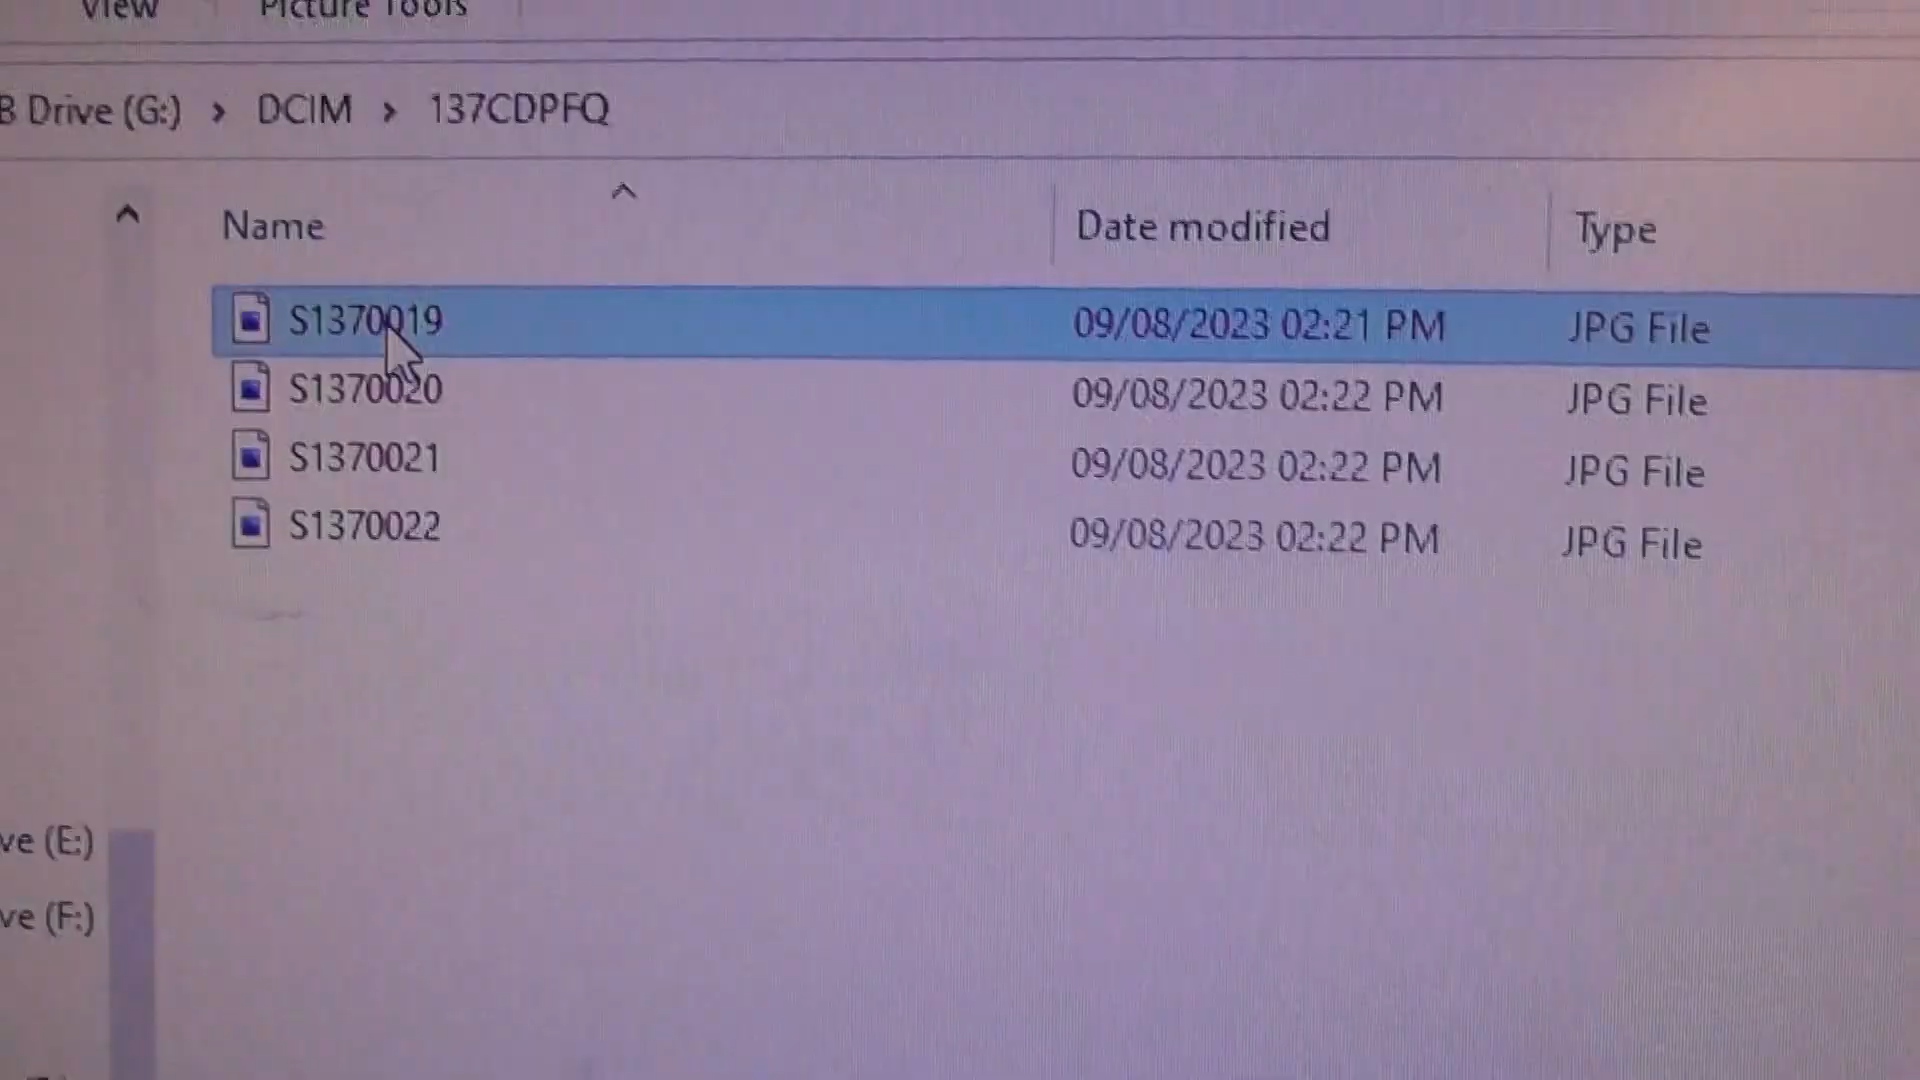 View Picture Tools
B Drive (G:) > DCIM > 137CDPFQ
Name Date modified Type
S1370019 09/08/2023 02:21 PM JPG File
S1370020 09/08/2023 02:22 PM JPG File
S1370021 09/08/2023 02:22 PM JPG File
S1370022 09/08/2023 02:22 PM JPG File
ve (E:)
ve (F:)